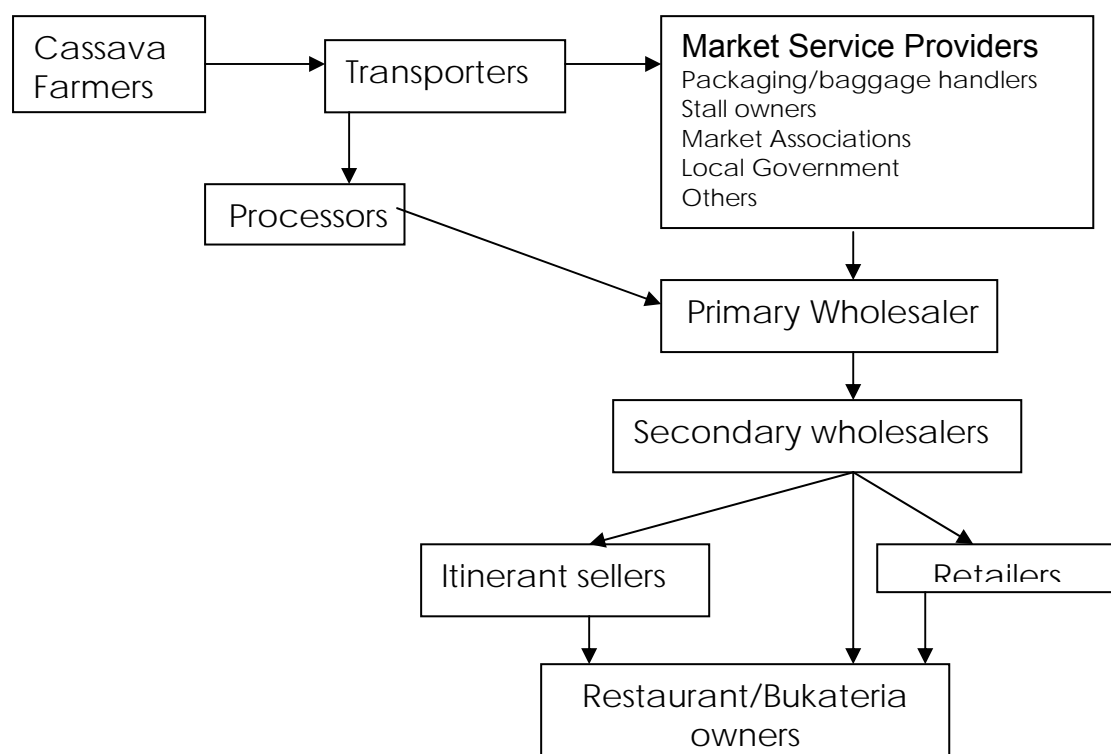 Cassava
Farmers
Transporters
Market Service Providers
Packaging/baggage handlers
Stall owners
Market Associations
Local Government
Others
Processors
Primary Wholesaler
Secondary wholesalers
Itinerant sellers
Retailers
Restaurant/Bukateria
owners